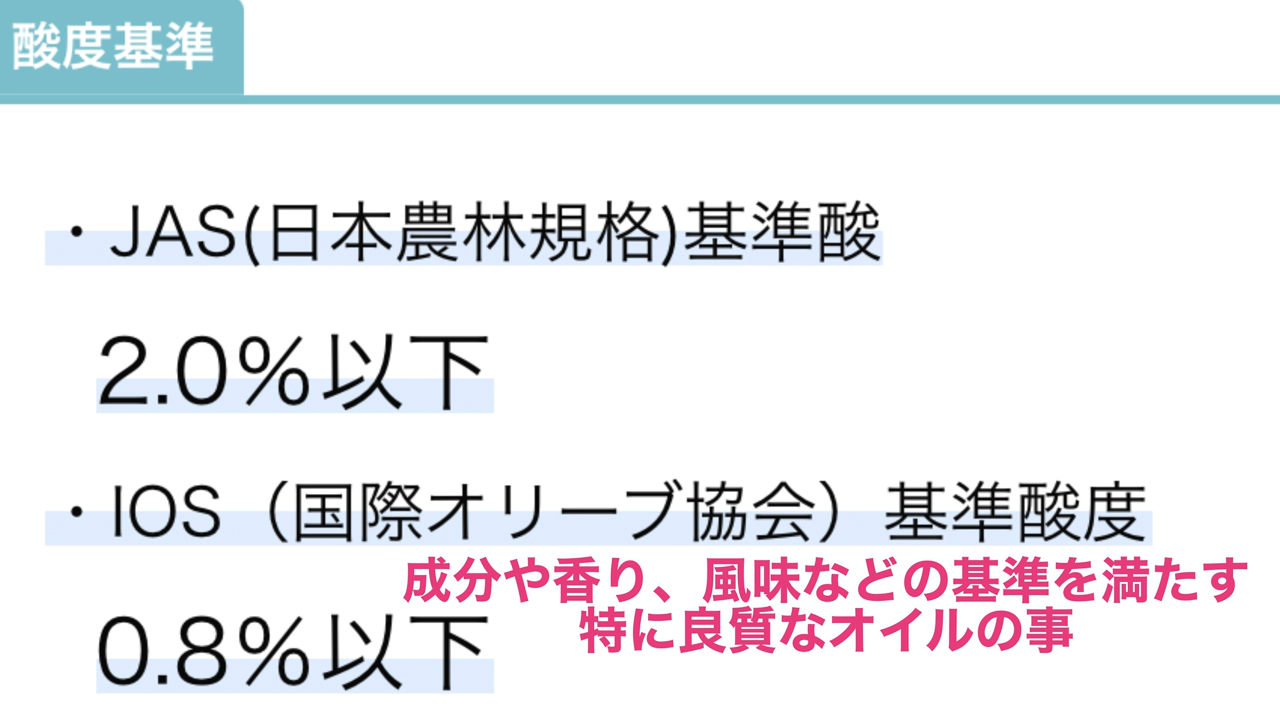 酸度基準
・JAS(日本農林規格)基準酸
2.0%以下
・IOS（国際オリーブ協会）基準酸度
成分や香り、風味などの基準を満たす
特に良質なオイルの事
0.8%以下